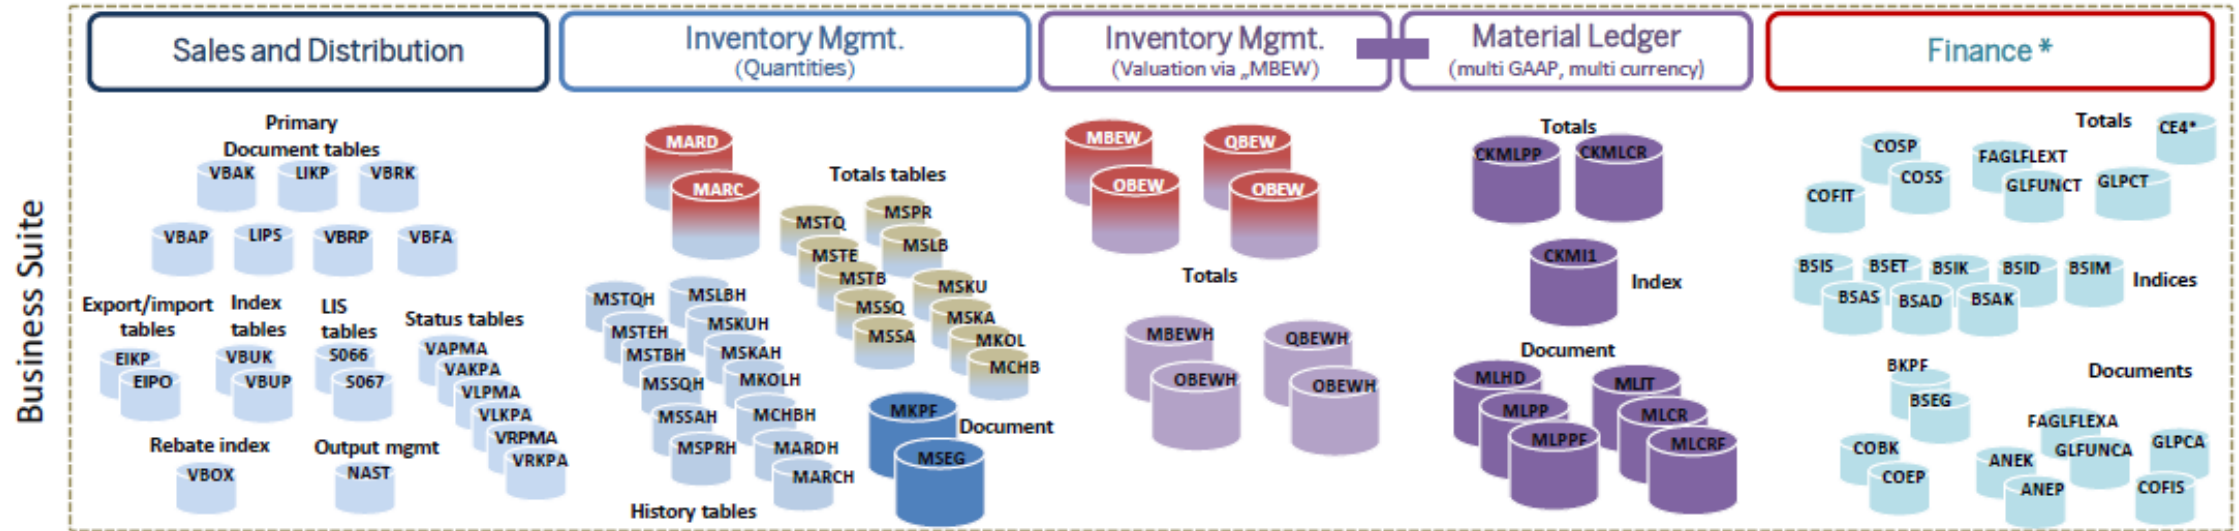 Business Suite
Sales and Distribution
Primary
Document tables
VBAK LIKP VBRK
VBAP LIPS VBRP VBFA
Export/import
tables
EIKP
EIPO
Index
tables
VBUK
VBUP
LIS
tables
S066
S067
Status tables
VAPMA
VAKPA
VLPMA
VLKPA
VRPMA
VRKPA
Rebate index
VBOX
Output mgmt
NAST
Inventory Mgmt.
(Quantities)
MARD
MARC
Totals tables
MSTQ
MSTE
MSTB
MSSQ
MSSA
MSPR
MSLB
MSKU
MSKA
MKOL
MCHB
MSTQH
MSTEH
MSTBH
MSSQH
MSSAH
MSPRH
MSLBH
MSKUH
MSKAH
MKOLH
MCHBH
MARDH
MARCH
History tables
MKPF
MSEG
Document
Inventory Mgmt.
(Valuation via „MBEW)
MBEW
OBEW
QBEW
OBEW
Totals
MBEWH
OBEWH
QBEWH
OBEWH
Material Ledger
(multi GAAP, multi currency)
Totals
CKMLPP CKMLCR
CKMI1
Index
Document
MLHD
MLPP
MLPPF
MLIT
MLCR
MLCRF
Finance *
Totals
CE4*
COSP
COSS
COFIT
FAGLFLEXT
GLFUNCT
GLPCT
BSIS BSET BSIK BSID BSIM
BSAS BSAD BSAK
Indices
BKPF
BSEG
Documents
FAGLFLEXA
GLFUNCA
GLPCA
COBK
COEP
ANEK
ANEP
COFIS